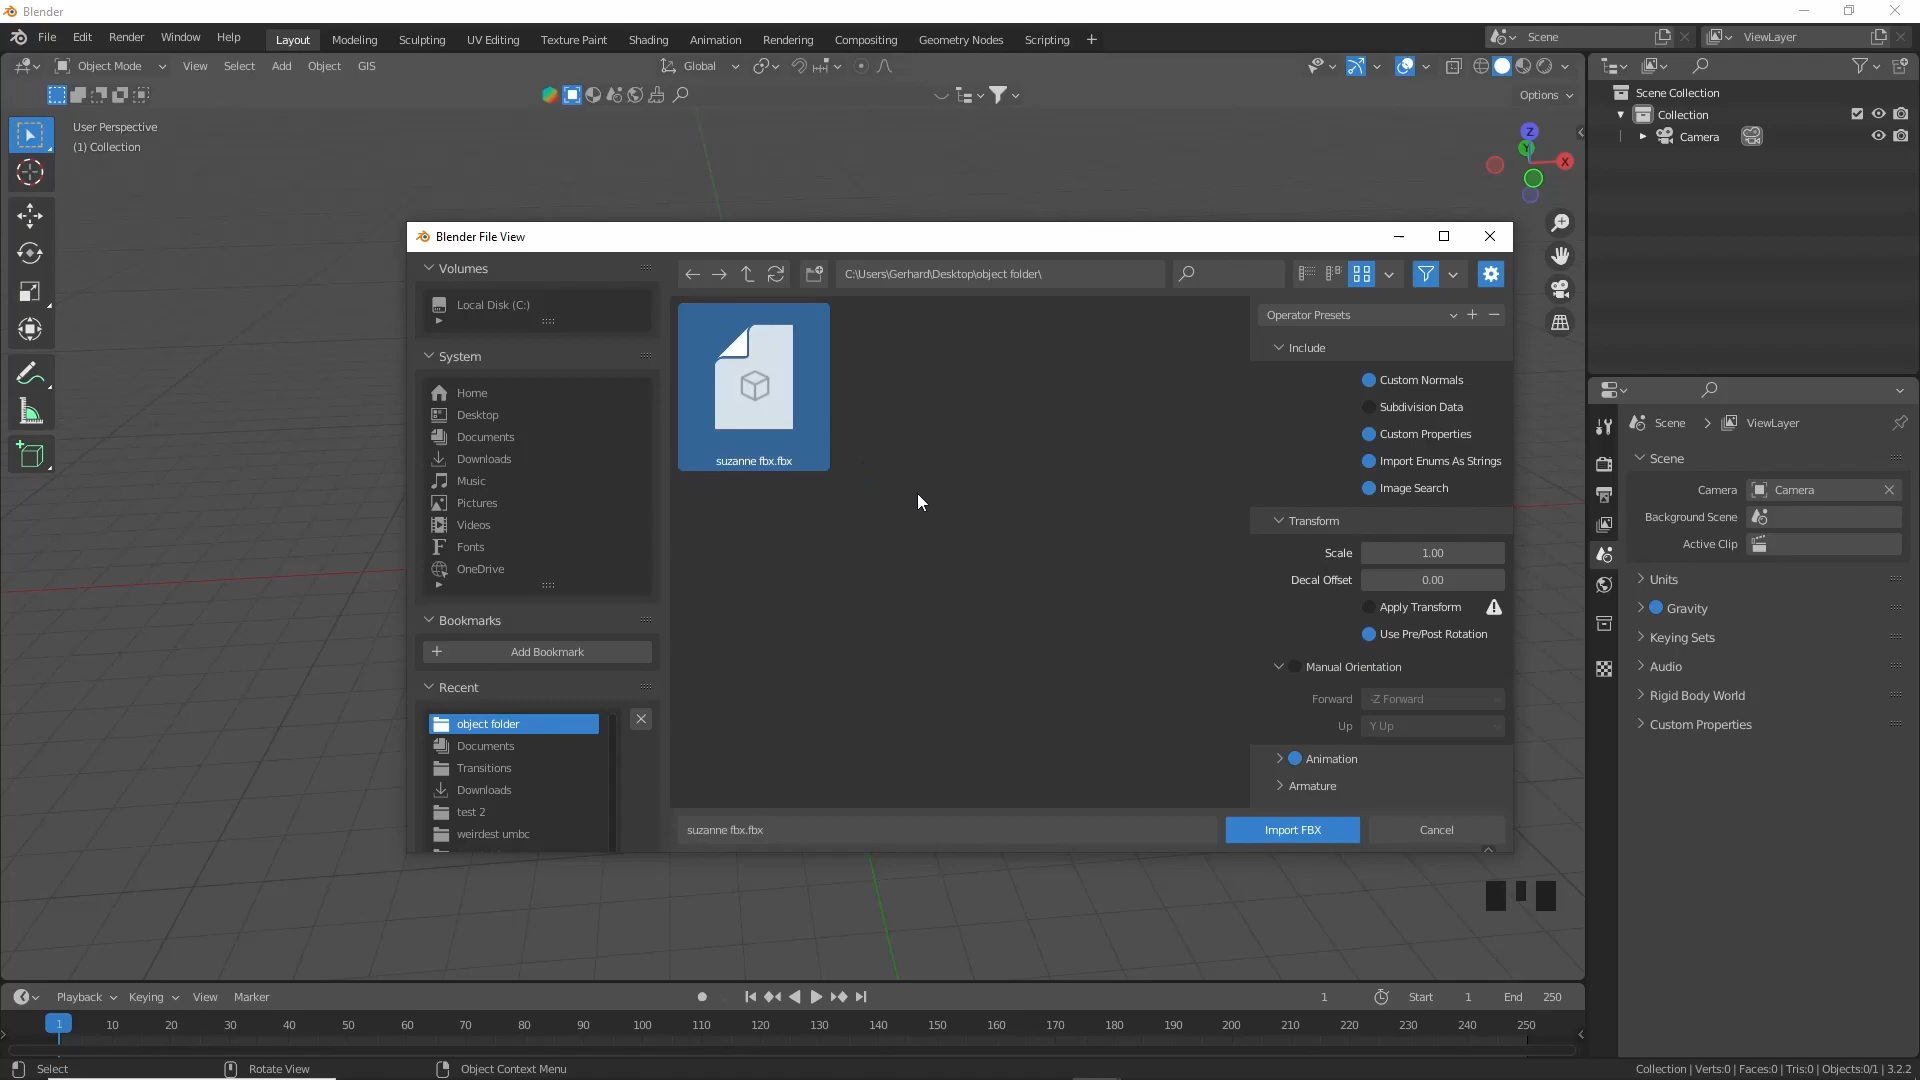 Blender
File Edit Render Window Help Layout Modeling Sculpting UV Editing Texture Paint Shading Animation Rendering Compositing Geometry Nodes Scripting + Scene ViewLayer
Object Mode View Select Add Object GIS Global
Options
User Perspective
(1) Collection
Z
Y
X
Scene Collection
Collection
Camera
Blender File View
Volumes
Local Disk (C:)
System
Home
Desktop
Documents
Downloads
Music
Pictures
Videos
Fonts
OneDrive
Bookmarks
Add Bookmark
Recent
object folder
Documents
Transitions
Downloads
test 2
weirdest umbc
C:\Users\Gerhard\Desktop\object folder\
suzanne fbx.fbx
Operator Presets
Include
Custom Normals
Subdivision Data
Custom Properties
Import Enums As Strings
Image Search
Transform
Scale 1.00
Decal Offset 0.00
Apply Transform
Use Pre/Post Rotation
Manual Orientation
Forward -Z Forward
Up Y Up
Animation
Armature
suzanne fbx.fbx
Import FBX
Cancel
Scene > ViewLayer
Scene
Camera Camera
Background Scene
Active Clip
Units
Gravity
Keying Sets
Audio
Rigid Body World
Custom Properties
Playback Keying View Marker 1 Start 1 End 250
1 10 20 30 40 50 60 70 80 90 100 110 120 130 140 150 160 170 180 190 200 210 220 230 240 250
Select Rotate View Object Context Menu Collection | Verts:0 | Faces:0 | Tris:0 | Objects:0/1 | 3.2.2